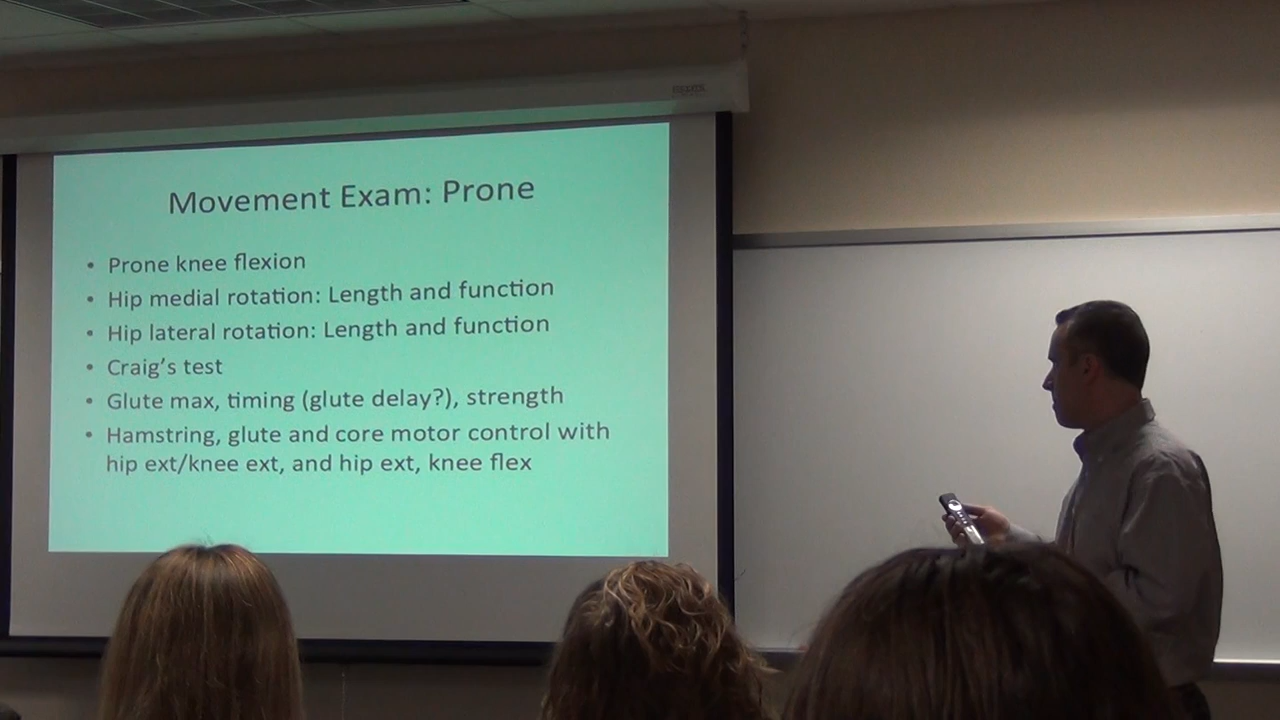 Movement Exam: Prone
• Prone knee flexion
• Hip medial rotation: Length and function
• Hip lateral rotation: Length and function
• Craig's test
• Glute max, timing (glute delay?), strength
• Hamstring, glute and core motor control with
hip ext/knee ext, and hip ext, knee flex